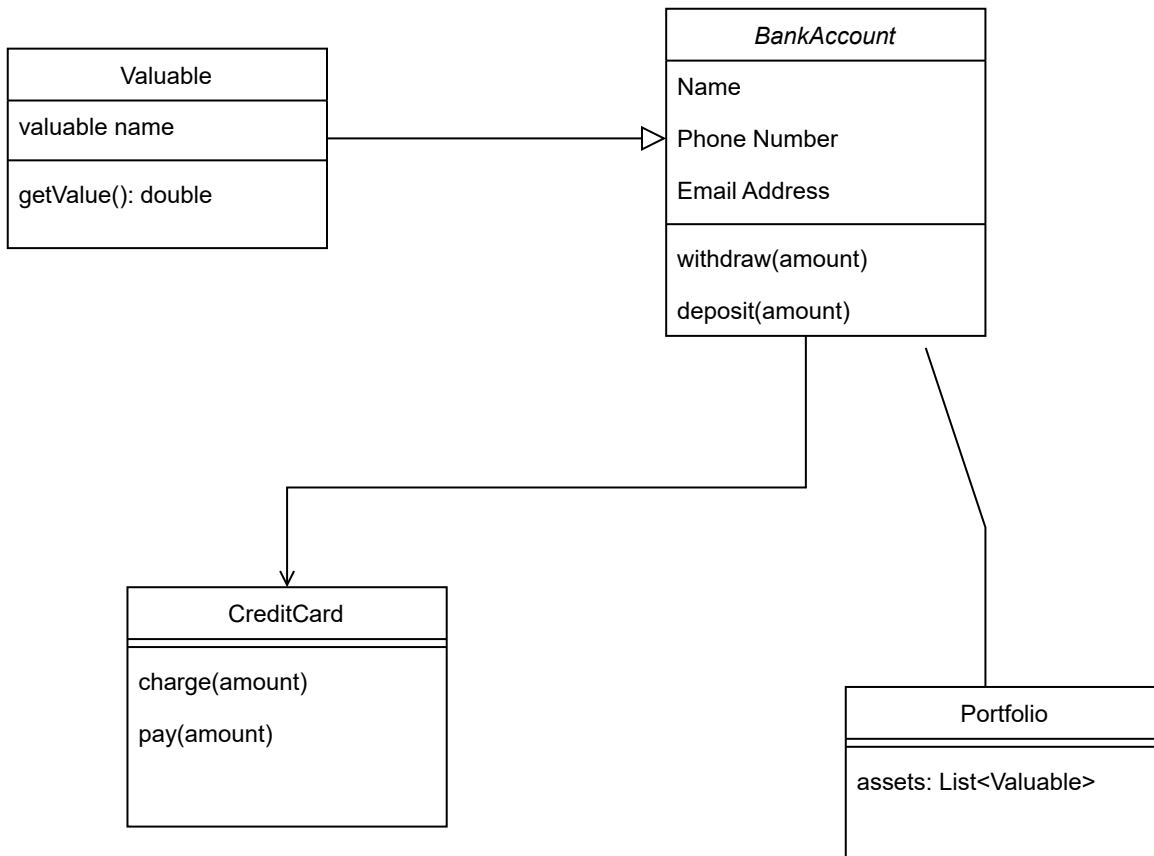 Valuable
valuable name
getValue(): double
BankAccount
Name
Phone Number
Email Address
withdraw(amount)
deposit(amount)
CreditCard
charge(amount)
pay(amount)
Portfolio
assets: List<Valuable>